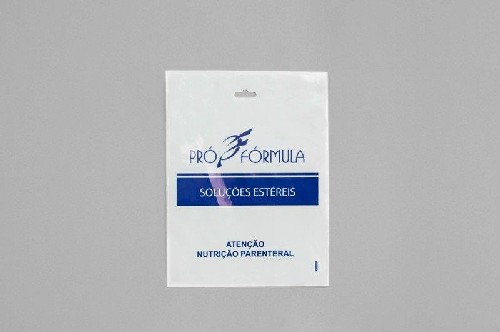 PRÓ FÓRMULA
SOLUÇÕES ESTÉREIS
ATENÇÃO
NUTRIÇÃO PARENTERAL